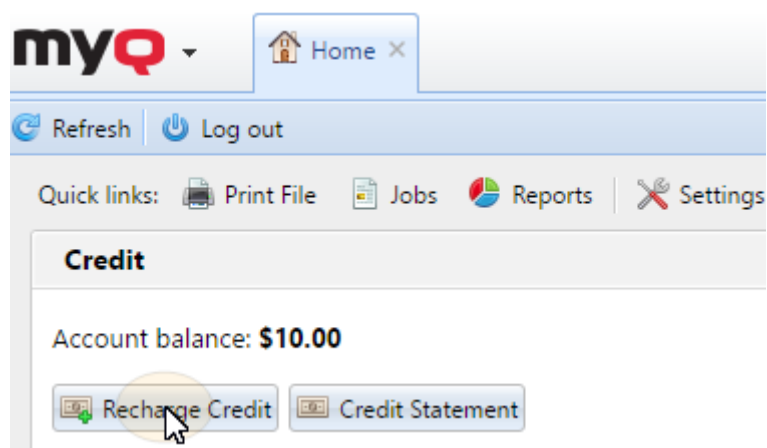 myQ Home
Refresh Log out
Quick links: Print File Jobs Reports Settings
Credit
Account balance: $10.00
Recharge Credit Credit Statement